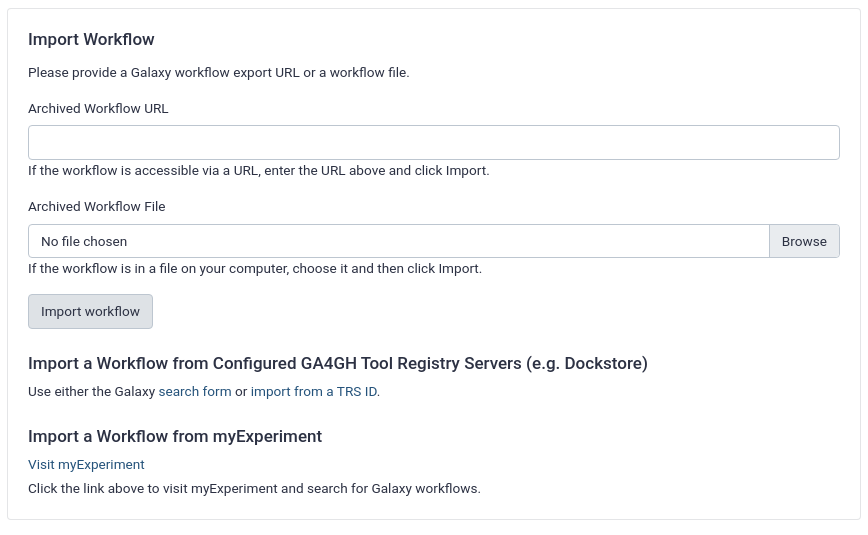 Import Workflow
Please provide a Galaxy workflow export URL or a workflow file.
Archived Workflow URL
If the workflow is accessible via a URL, enter the URL above and click Import.
Archived Workflow File
No file chosen Browse
If the workflow is in a file on your computer, choose it and then click Import.
Import workflow
Import a Workflow from Configured GA4GH Tool Registry Servers (e.g. Dockstore)
Use either the Galaxy search form or import from a TRS ID.
Import a Workflow from myExperiment
Visit myExperiment
Click the link above to visit myExperiment and search for Galaxy workflows.